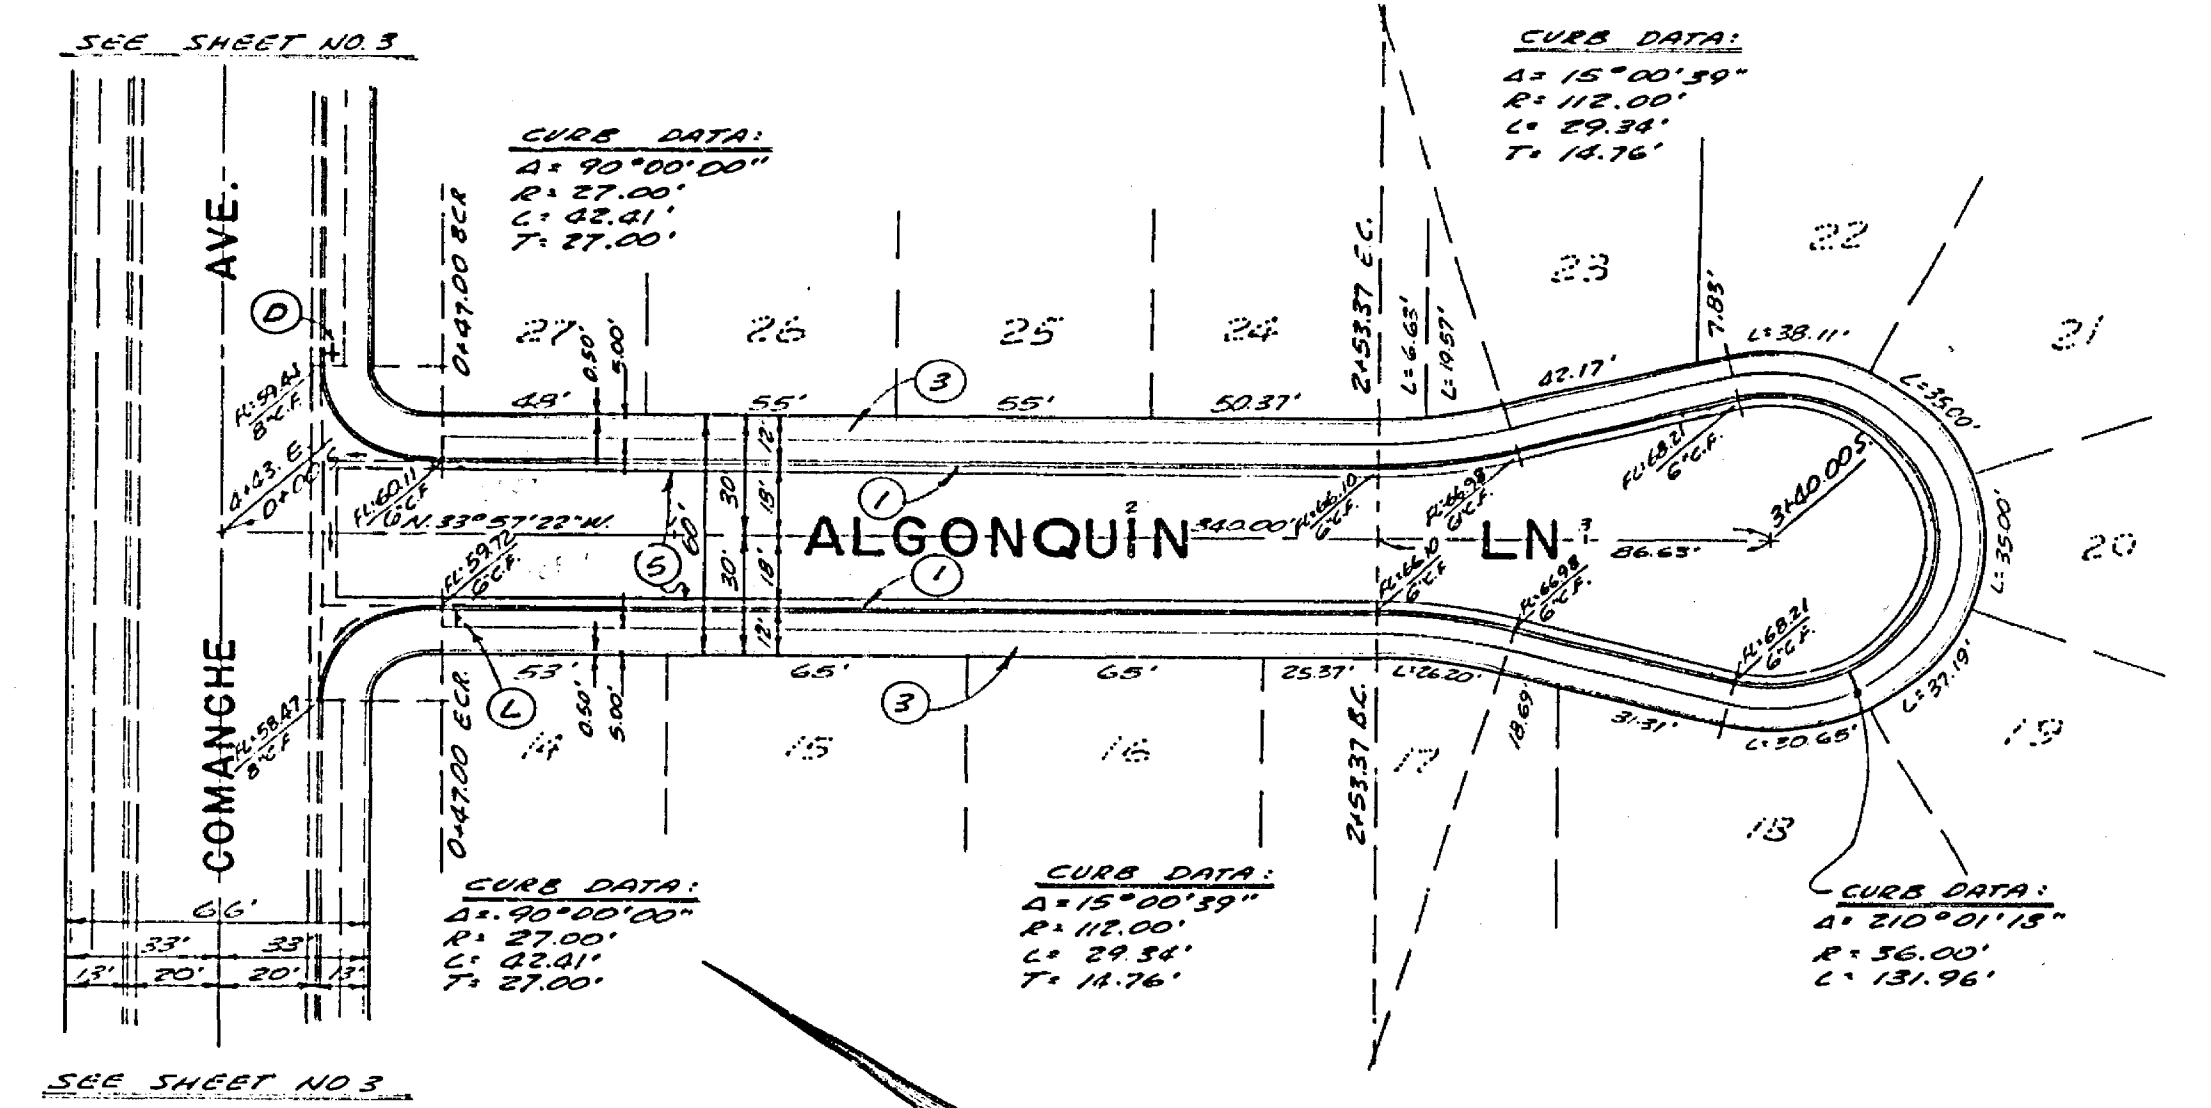 SEE SHEET NO. 3
CURB DATA:
Δ= 15°00'39"
R= 112.00'
L= 29.34'
T= 14.76'
CURB DATA:
Δ= 90°00'00"
R= 27.00'
L= 42.41'
T= 27.00'
COMANCHE AVE.
D
0+47.00 BCR
27
26
25
24
23
22
21
20
19
18
17
16
15
14
0.50'
5.00'
48'
55'
55'
50.37'
2+53.37 E.C.
L=6.63'
L=19.57'
42.17'
7.83'
L=38.11'
L=35.00'
L=35.00'
L=37.19'
L=30.65'
31.31'
18.69'
L=26.20'
25.37'
65'
65'
53'
3
1
FL=59.43
8"C.F.
4+43. E
FL=60.11
6"C.F.
N.33°57'22"W.
FL=59.72
6"C.F.
5
60'
30'
30'
12'
18'
18'
12'
ALGONQUIN LN
2
3
340.00'
86.63'
3+40.00
FL=66.10
6"C.F.
FL=66.98
6"C.F.
FL=68.21
6"C.F.
FL=66.10
6"C.F.
FL=66.98
6"C.F.
FL=68.21
6"C.F.
1
3
L
0.50'
5.00'
FL=58.47
8"C.F
0+47.00 ECR.
2+53.37 B.C.
66'
33'
33'
13'
20'
20'
13'
CURB DATA:
Δ= 90°00'00"
R= 27.00'
L= 42.41'
T= 27.00'
CURB DATA:
Δ=15°00'39"
R=112.00'
L= 29.34'
T= 14.76'
CURB DATA:
Δ= 210°01'18"
R= 36.00'
L= 131.96'
SEE SHEET NO 3